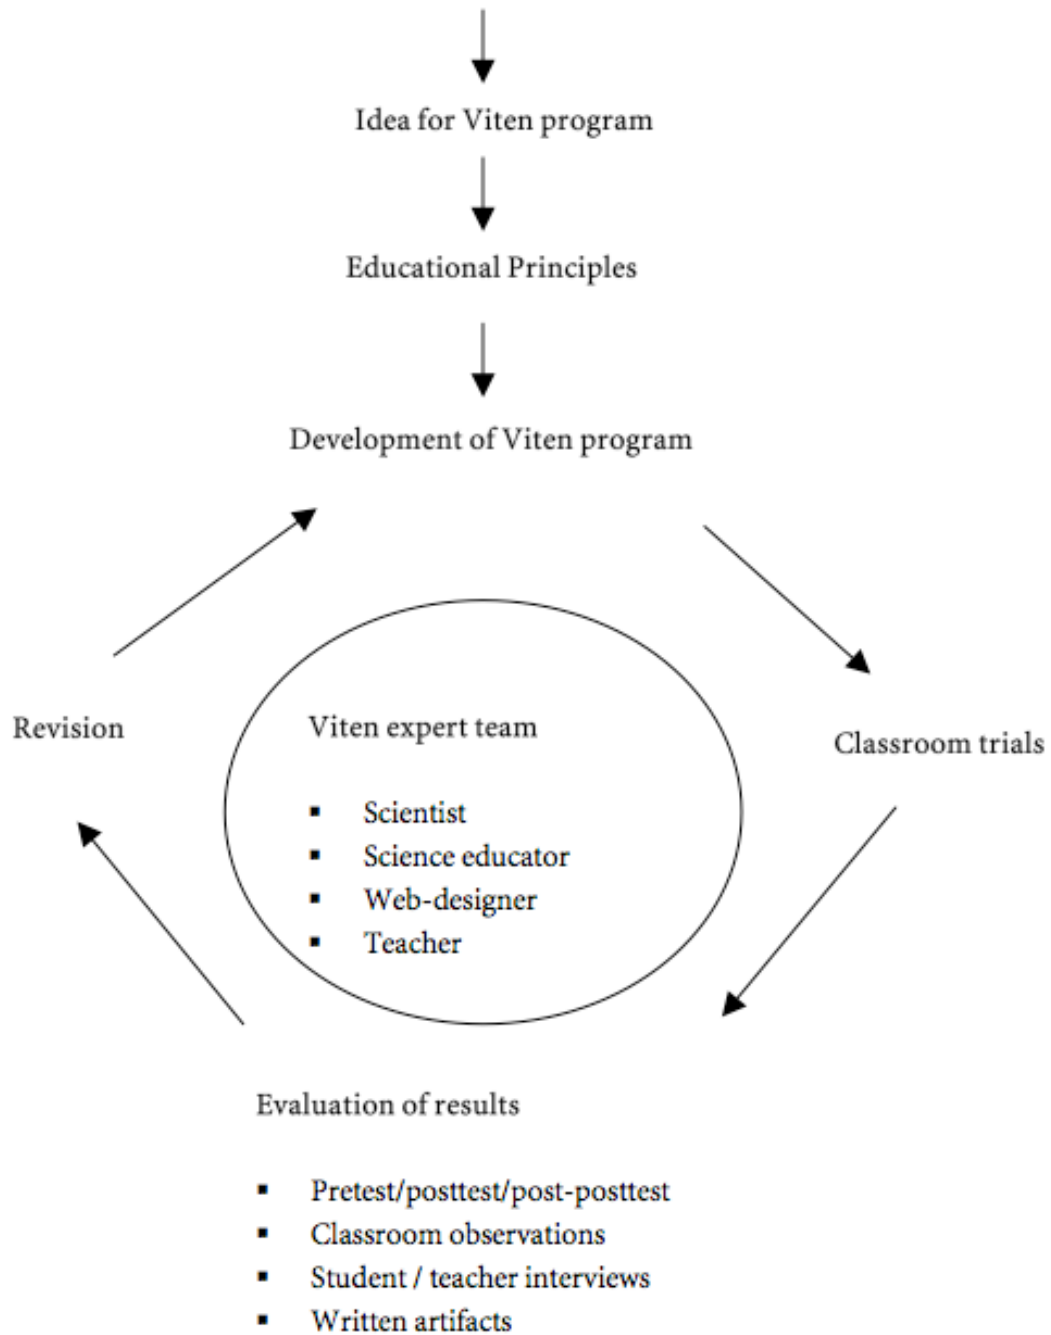 Idea for Viten program
Educational Principles
Development of Viten program
Revision
Viten expert team
▪ Scientist
▪ Science educator
▪ Web-designer
▪ Teacher
Classroom trials
Evaluation of results
▪ Pretest/posttest/post-posttest
▪ Classroom observations
▪ Student / teacher interviews
▪ Written artifacts